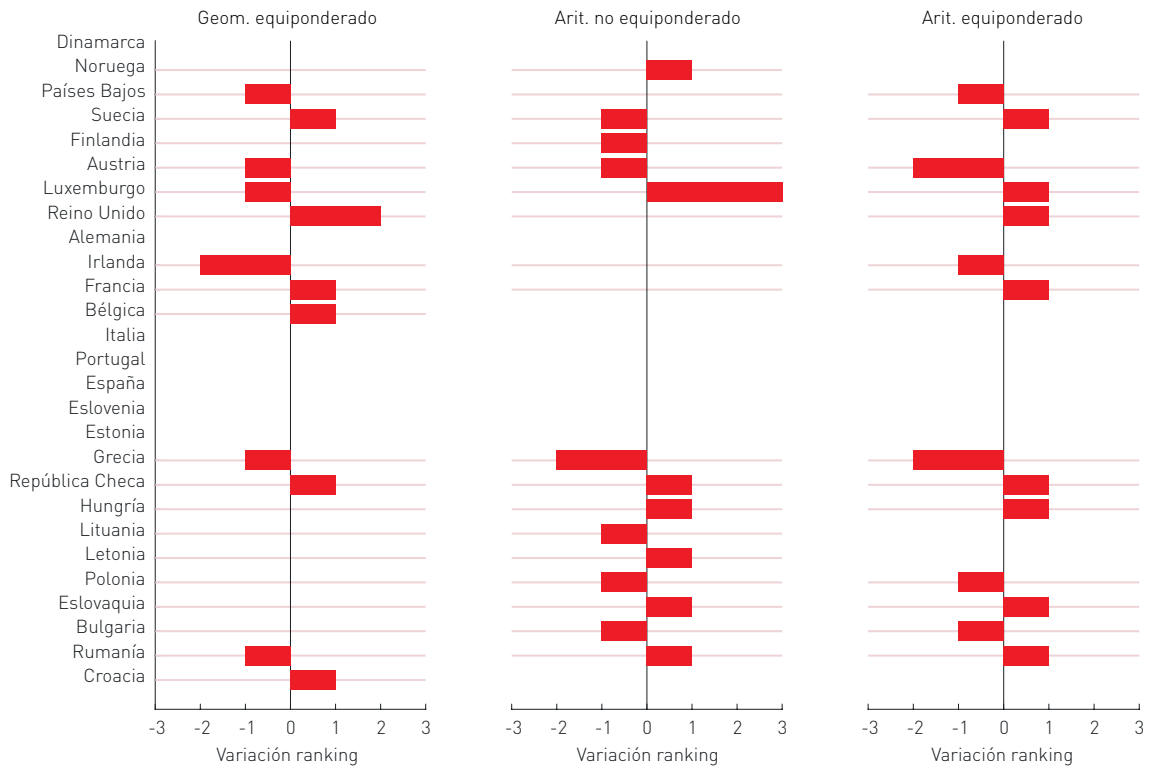 Geom. equiponderado
Arit. no equiponderado
Arit. equiponderado
Dinamarca
Noruega
Países Bajos
Suecia
Finlandia
Austria
Luxemburgo
Reino Unido
Alemania
Irlanda
Francia
Bélgica
Italia
Portugal
España
Eslovenia
Estonia
Grecia
República Checa
Hungría
Lituania
Letonia
Polonia
Eslovaquia
Bulgaria
Rumanía
Croacia
-3 -2 -1 0 1 2 3
-3 -2 -1 0 1 2 3
-3 -2 -1 0 1 2 3
Variación ranking
Variación ranking
Variación ranking